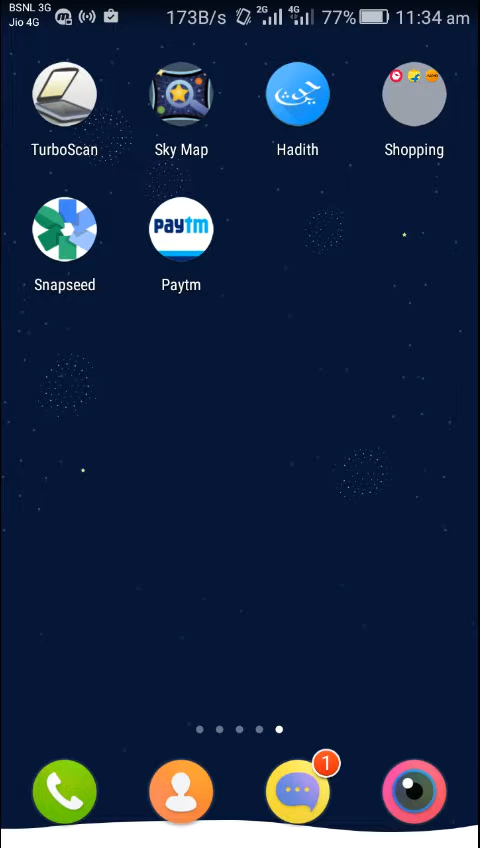 BSNL 3G
Jio 4G
173B/s 2G 4G 77% 11:34 am
TurboScan Sky Map Hadith Shopping
Snapseed Paytm
paytm
1